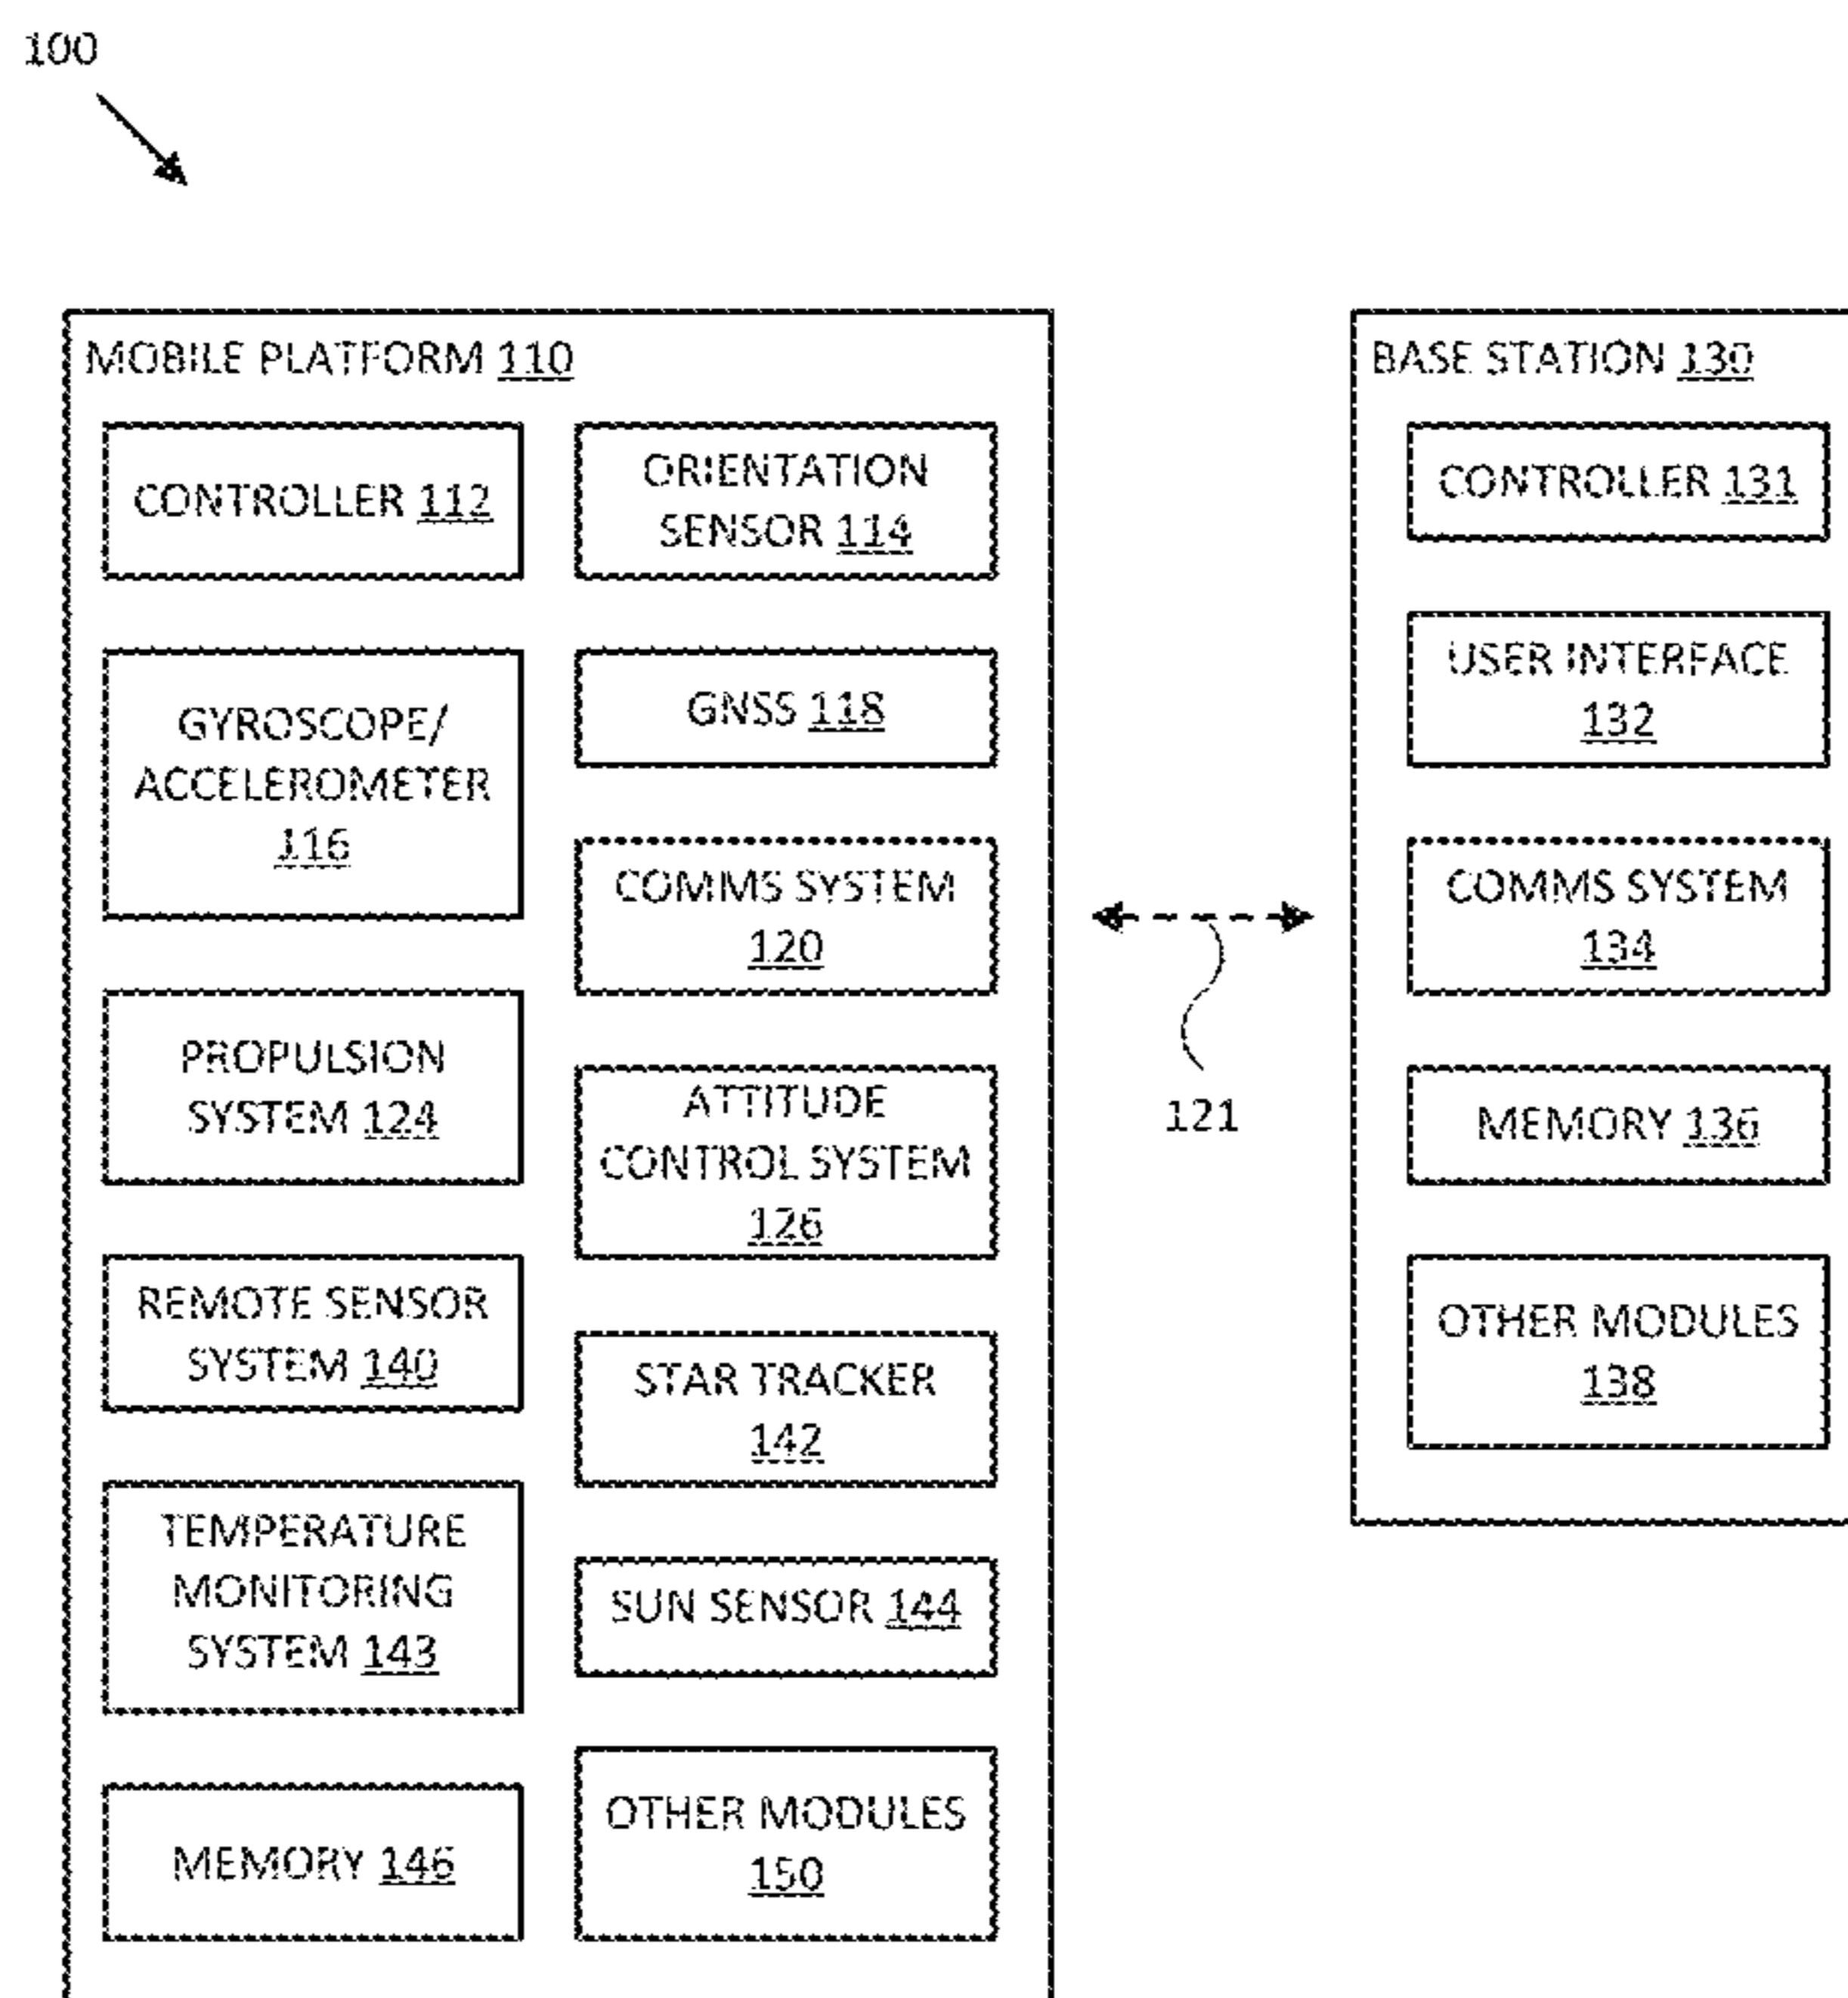 100
MOBILE PLATFORM 110
CONTROLLER 112
ORIENTATION
SENSOR 114
GYROSCOPE/
ACCELEROMETER
116
GNSS 118
COMMS SYSTEM
120
PROPULSION
SYSTEM 124
ATTITUDE
CONTROL SYSTEM
126
REMOTE SENSOR
SYSTEM 140
STAR TRACKER
142
TEMPERATURE
MONITORING
SYSTEM 143
SUN SENSOR 144
MEMORY 146
OTHER MODULES
150
121
BASE STATION 130
CONTROLLER 131
USER INTERFACE
132
COMMS SYSTEM
134
MEMORY 136
OTHER MODULES
138